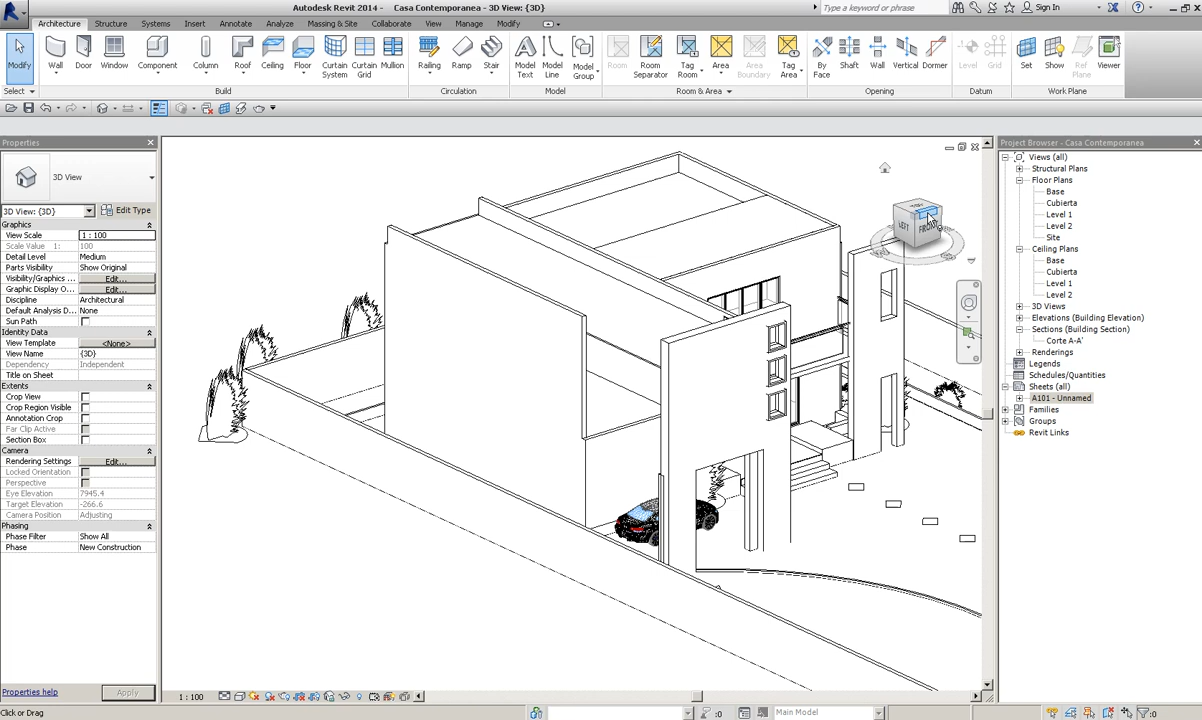 Autodesk Revit 2014 - Casa Contemporanea - 3D View: {3D}
Type a keyword or phrase
Sign In
Architecture Structure Systems Insert Annotate Analyze Massing & Site Collaborate View Manage Modify
Modify Wall Door Window Component Column Roof Ceiling Floor Curtain System Curtain Grid Mullion Railing Ramp Stair Model Text Model Line Model Group Room Room Separator Tag Room Area Area Boundary Tag Area By Face Shaft Wall Vertical Dormer Level Grid Set Show Ref Plane Viewer
Select Build Circulation Model Room & Area Opening Datum Work Plane
Properties
3D View
3D View: {3D} Edit Type
Graphics
View Scale 1 : 100
Scale Value 1: 100
Detail Level Medium
Parts Visibility Show Original
Visibility/Graphics ... Edit...
Graphic Display O... Edit...
Discipline Architectural
Default Analysis D... None
Sun Path
Identity Data
View Template <None>
View Name {3D}
Dependency Independent
Title on Sheet
Extents
Crop View
Crop Region Visible
Annotation Crop
Far Clip Active
Section Box
Camera
Rendering Settings Edit...
Locked Orientation
Perspective
Eye Elevation 7945.4
Target Elevation -266.6
Camera Position Adjusting
Phasing
Phase Filter Show All
Phase New Construction
Properties help Apply
TOP
LEFT FRONT
Project Browser - Casa Contemporanea
Views (all)
Structural Plans
Floor Plans
Base
Cubierta
Level 1
Level 2
Site
Ceiling Plans
Base
Cubierta
Level 1
Level 2
3D Views
Elevations (Building Elevation)
Sections (Building Section)
Corte A-A'
Renderings
Legends
Schedules/Quantities
Sheets (all)
A101 - Unnamed
Families
Groups
Revit Links
1 : 100
Click or Drag
:0
Main Model
:0